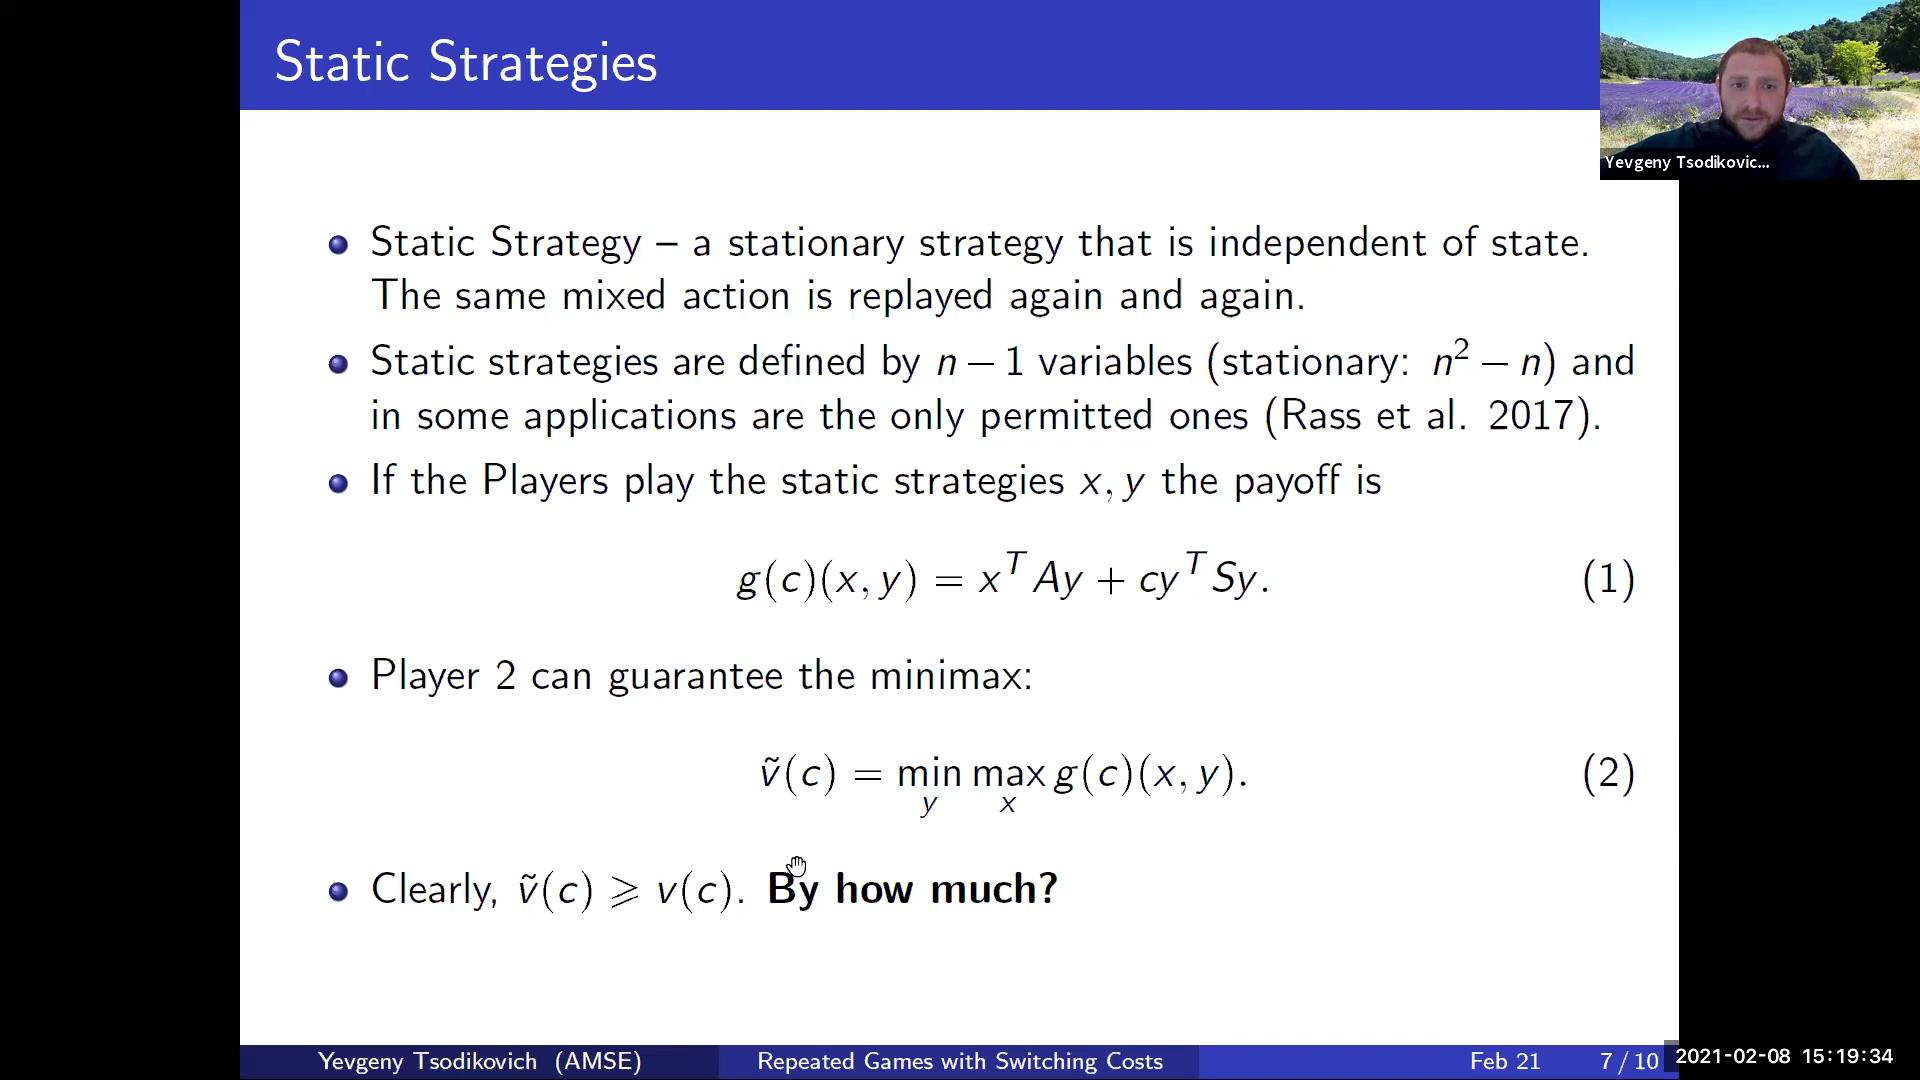 Static Strategies
Yevgeny Tsodikovic...
Static Strategy – a stationary strategy that is independent of state.
The same mixed action is replayed again and again.
Static strategies are defined by n − 1 variables (stationary: n² − n) and
in some applications are the only permitted ones (Rass et al. 2017).
If the Players play the static strategies x, y the payoff is
g(c)(x, y) = xᵀAy + cyᵀSy. (1)
Player 2 can guarantee the minimax:
ṽ(c) = min_y max_x g(c)(x, y). (2)
Clearly, ṽ(c) ⩾ v(c). By how much?
Yevgeny Tsodikovich (AMSE) Repeated Games with Switching Costs Feb 21 7 / 10
2021-02-08 15:19:34